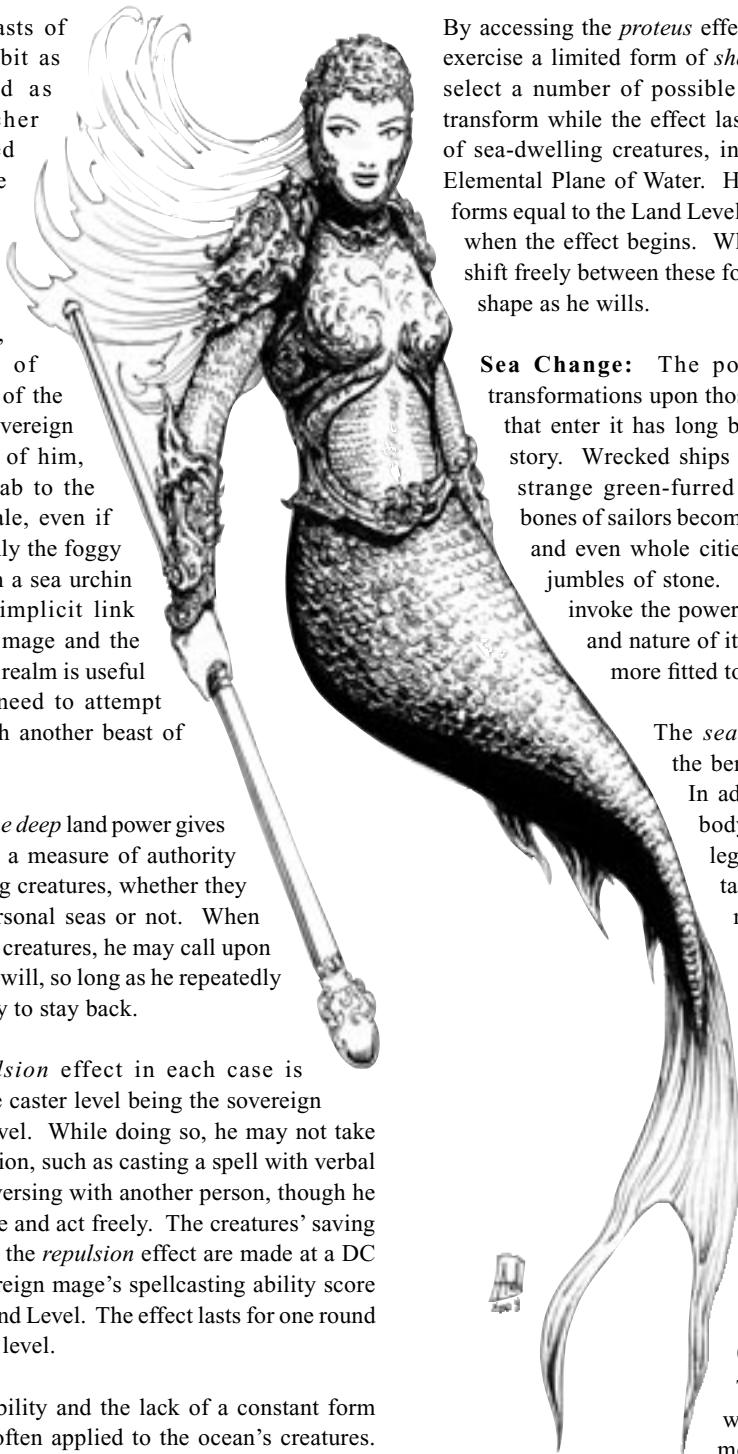 asts of
bit as
d as
cher
ed
e
,
of
of the
vereign
of him,
ab to the
ale, even if
ly the foggy
n a sea urchin
implicit link
mage and the
realm is useful
need to attempt
h another beast of
e deep land power gives
a measure of authority
g creatures, whether they
rsonal seas or not. When
creatures, he may call upon
will, so long as he repeatedly
y to stay back.
lsion effect in each case is
e caster level being the sovereign
vel. While doing so, he may not take
ion, such as casting a spell with verbal
versing with another person, though he
e and act freely. The creatures’ saving
the repulsion effect are made at a DC
reign mage’s spellcasting ability score
nd Level. The effect lasts for one round
level.
bility and the lack of a constant form
often applied to the ocean’s creatures.
By accessing the proteus effe
exercise a limited form of sha
select a number of possible
transform while the effect las
of sea-dwelling creatures, in
Elemental Plane of Water. H
forms equal to the Land Level
when the effect begins. Wh
shift freely between these fo
shape as he wills.
Sea Change: The po
transformations upon thos
that enter it has long b
story. Wrecked ships
strange green-furred
bones of sailors becom
and even whole citie
jumbles of stone.
invoke the power
and nature of it
more fitted to
The sea
the ben
In ad
body
leg
ta
w